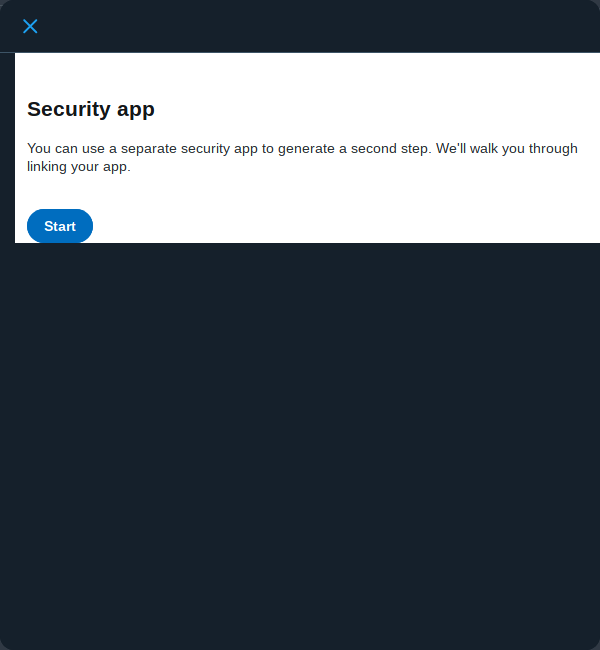 Security app
You can use a separate security app to generate a second step. We'll walk you through
linking your app.
Start